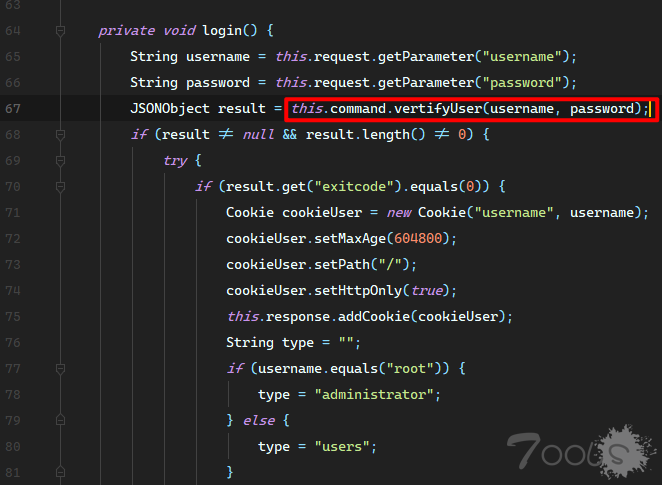 63
64 private void login() {
65 String username = this.request.getParameter("username");
66 String password = this.request.getParameter("password");
67 JSONObject result = this.command.vertifyUser(username, password);
68 if (result ≠ null && result.length() ≠ 0) {
69 try {
70 if (result.get("exitcode").equals(0)) {
71 Cookie cookieUser = new Cookie("username", username);
72 cookieUser.setMaxAge(604800);
73 cookieUser.setPath("/");
74 cookieUser.setHttpOnly(true);
75 this.response.addCookie(cookieUser);
76 String type = "";
77 if (username.equals("root")) {
78 type = "administrator";
79 } else {
80 type = "users";
81 }
7ools